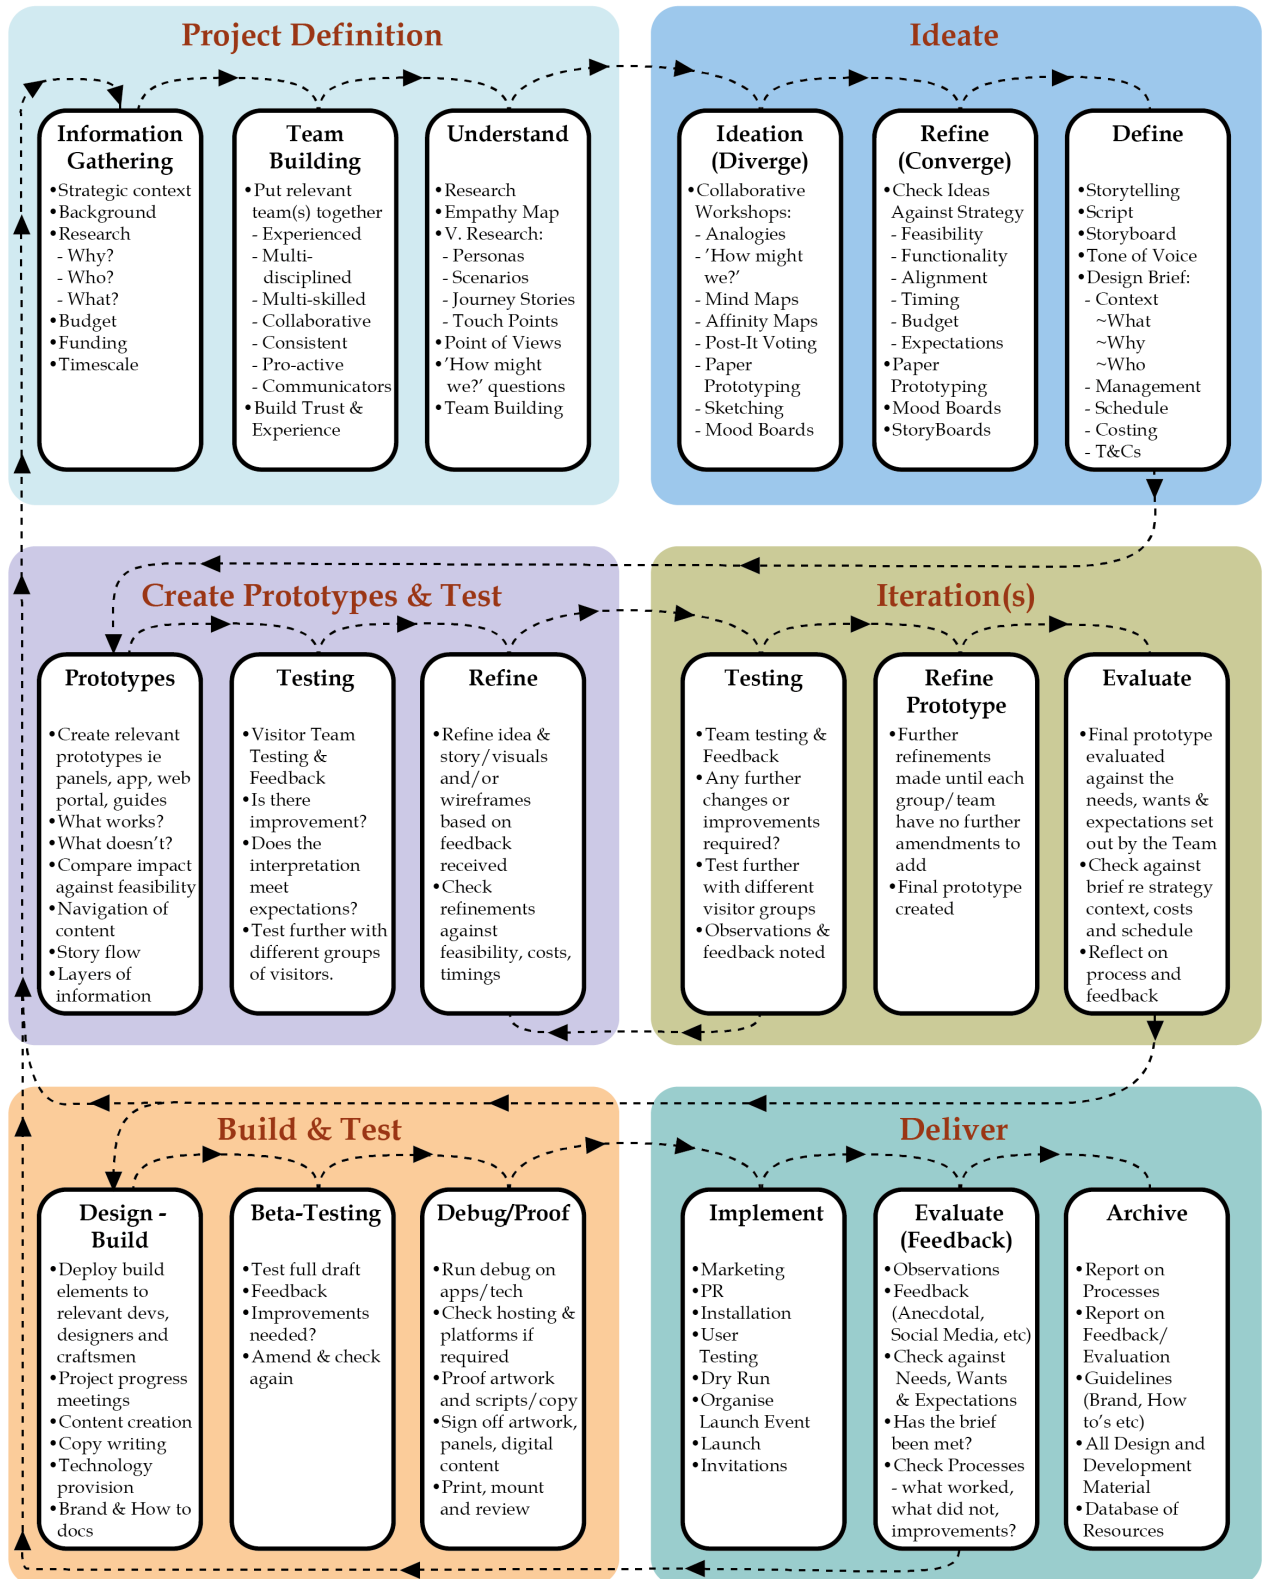 Project Definition
Information
Gathering
•Strategic context
•Background
•Research
- Why?
- Who?
- What?
•Budget
•Funding
•Timescale
Team
Building
•Put relevant
team(s) together
- Experienced
- Multi-
disciplined
- Multi-skilled
- Collaborative
- Consistent
- Pro-active
- Communicators
•Build Trust &
Experience
Understand
•Research
•Empathy Map
•V. Research:
- Personas
- Scenarios
- Journey Stories
- Touch Points
•Point of Views
•’How might
we?’ questions
•Team Building
Ideate
Ideation
(Diverge)
•Collaborative
Workshops:
- Analogies
- ’How might
we?’
- Mind Maps
- Affinity Maps
- Post-It Voting
- Paper
Prototyping
- Sketching
- Mood Boards
Refine
(Converge)
•Check Ideas
Against Strategy
- Feasibility
- Functionality
- Alignment
- Timing
- Budget
- Expectations
•Paper
Prototyping
•Mood Boards
•StoryBoards
Define
•Storytelling
•Script
•Storyboard
•Tone of Voice
•Design Brief:
- Context
~What
~Why
~Who
- Management
- Schedule
- Costing
- T&Cs
Create Prototypes & Test
Prototypes
•Create relevant
prototypes ie
panels, app, web
portal, guides
•What works?
•What doesn’t?
•Compare impact
against feasibility
•Navigation of
content
•Story flow
•Layers of
information
Testing
•Visitor Team
Testing &
Feedback
•Is there
improvement?
•Does the
interpretation
meet
expectations?
•Test further with
different groups
of visitors.
Refine
•Refine idea &
story/visuals
and/or
wireframes
based on
feedback
received
•Check
refinements
against
feasibility, costs,
timings
Iteration(s)
Testing
•Team testing &
Feedback
•Any further
changes or
improvements
required?
•Test further
with different
visitor groups
•Observations &
feedback noted
Refine
Prototype
•Further
refinements
made until each
group/team
have no further
amendments to
add
•Final prototype
created
Evaluate
•Final prototype
evaluated
against the
needs, wants &
expectations set
out by the Team
•Check against
brief re strategy
context, costs
and schedule
•Reflect on
process and
feedback
Build & Test
Design -
Build
•Deploy build
elements to
relevant devs,
designers and
craftsmen
•Project progress
meetings
•Content creation
•Copy writing
•Technology
provision
•Brand & How to
docs
Beta-Testing
•Test full draft
•Feedback
•Improvements
needed?
•Amend & check
again
Debug/Proof
•Run debug on
apps/tech
•Check hosting &
platforms if
required
•Proof artwork
and scripts/copy
•Sign off artwork,
panels, digital
content
•Print, mount
and review
Deliver
Implement
•Marketing
•PR
•Installation
•User
Testing
•Dry Run
•Organise
Launch Event
•Launch
•Invitations
Evaluate
(Feedback)
•Observations
•Feedback
(Anecdotal,
Social Media, etc)
•Check against
Needs, Wants
& Expectations
•Has the brief
been met?
•Check Processes
- what worked,
what did not,
improvements?
Archive
•Report on
Processes
•Report on
Feedback/
Evaluation
•Guidelines
(Brand, How
to’s etc)
•All Design and
Development
Material
•Database of
Resources